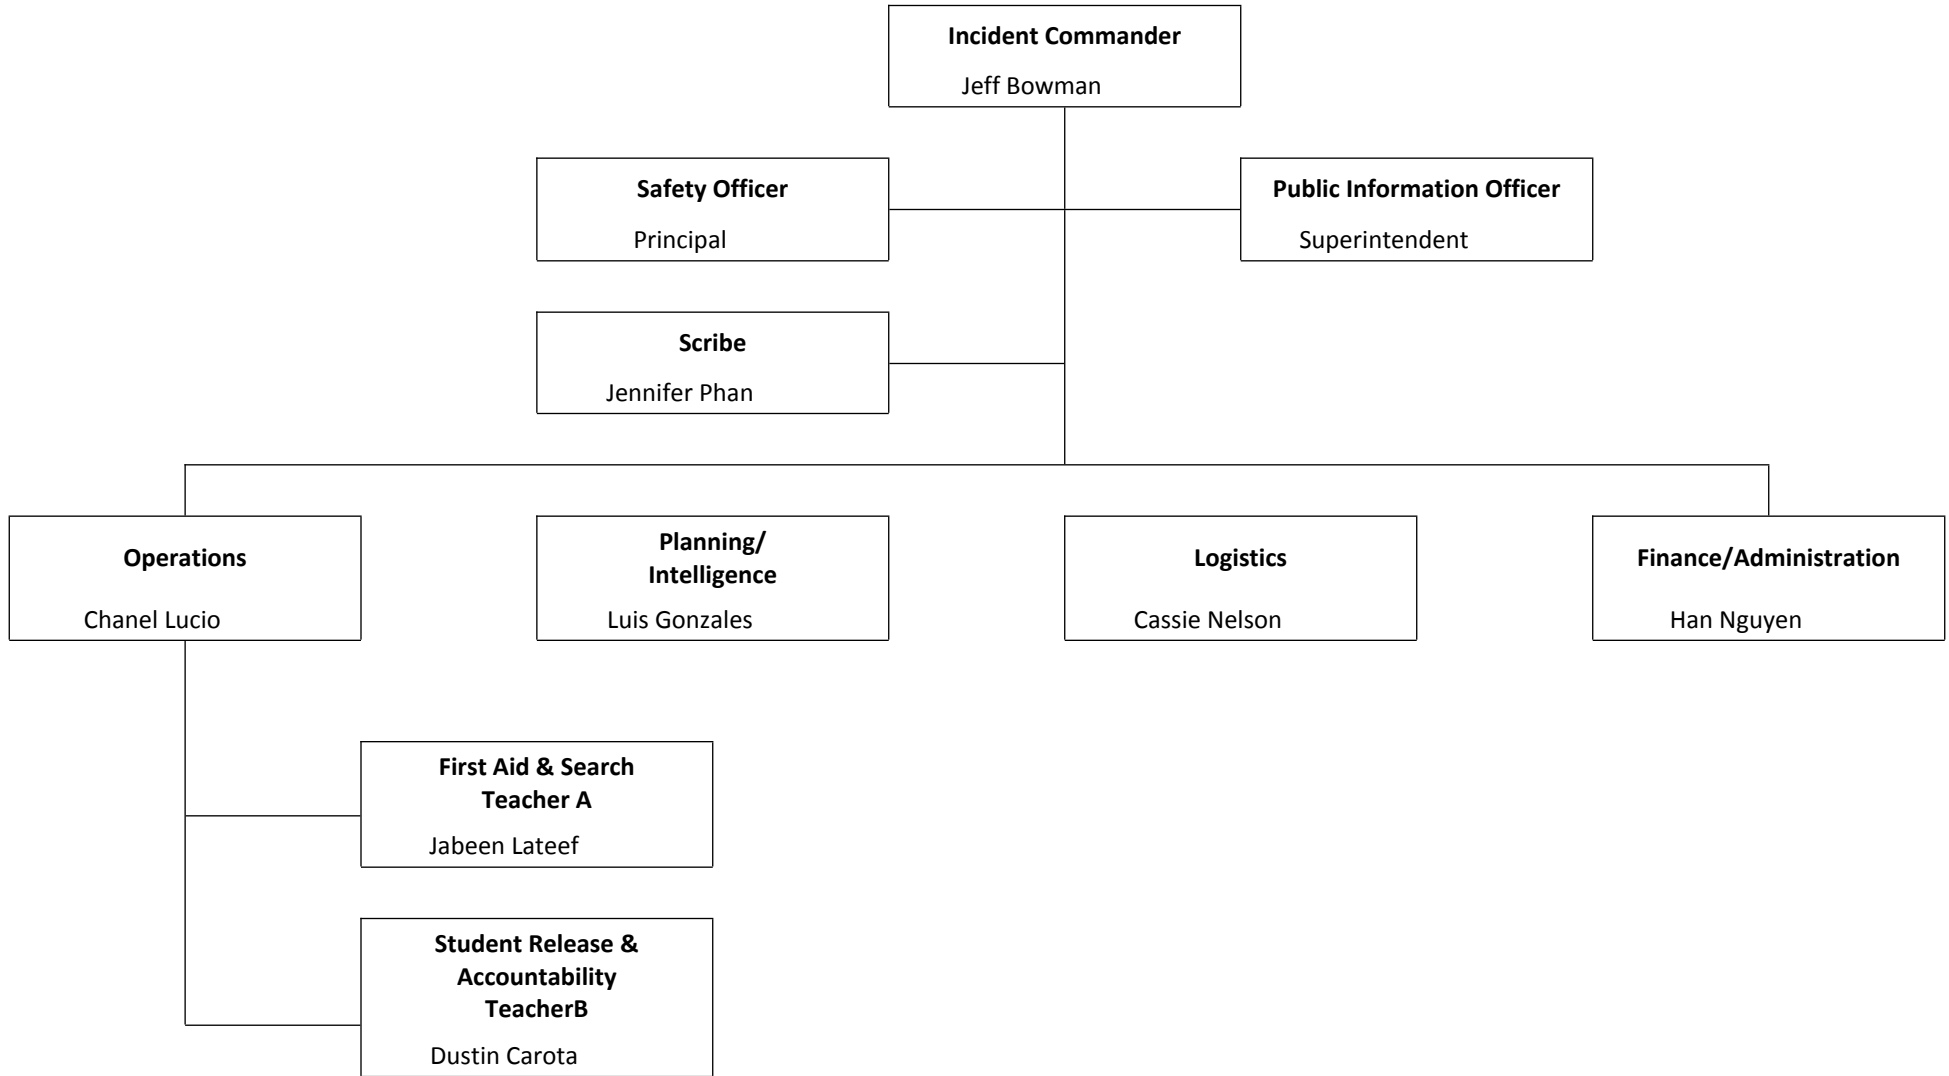 Incident Commander
Jeff Bowman
Safety Officer
Principal
Public Information Officer
Superintendent
Scribe
Jennifer Phan
Operations
Chanel Lucio
Planning/
Intelligence
Luis Gonzales
Logistics
Cassie Nelson
Finance/Administration
Han Nguyen
First Aid & Search
Teacher A
Jabeen Lateef
Student Release &
Accountability
TeacherB
Dustin Carota